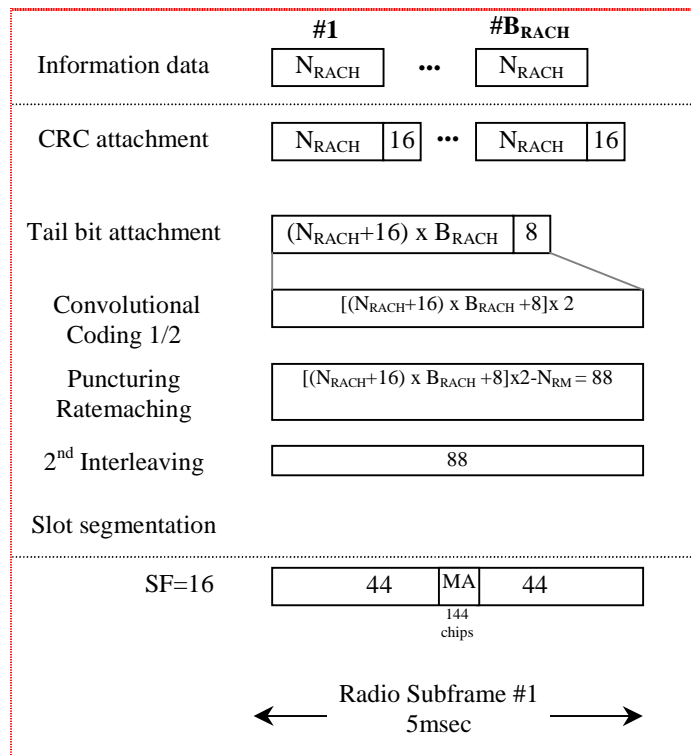 #1 #B_RACH
Information data N_RACH ... N_RACH
CRC attachment N_RACH 16 ... N_RACH 16
Tail bit attachment (N_RACH+16) x B_RACH 8
Convolutional
Coding 1/2
[(N_RACH+16) x B_RACH +8]x 2
Puncturing
Ratemaching
[(N_RACH+16) x B_RACH +8]x2-N_RM = 88
2nd Interleaving 88
Slot segmentation
SF=16 44 MA 44
144
chips
Radio Subframe #1
5msec